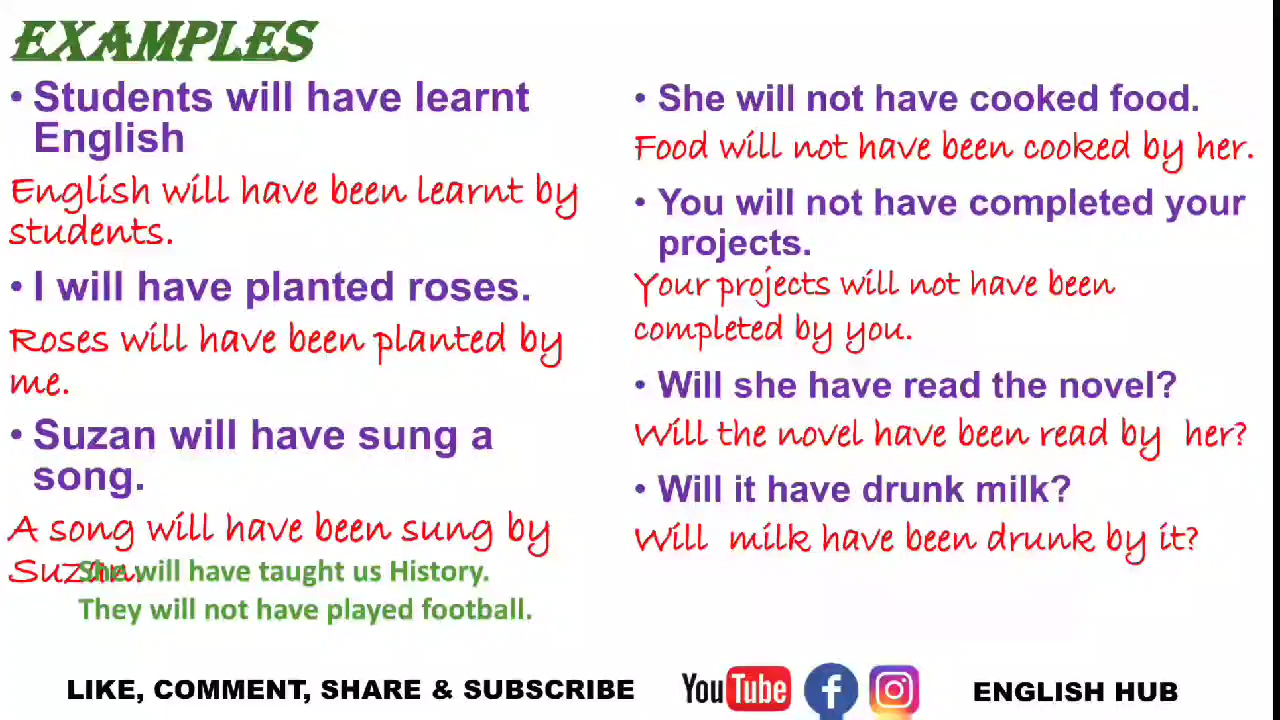 EXAMPLES
• Students will have learnt
English
English will have been learnt by
students.
• I will have planted roses.
Roses will have been planted by
me.
• Suzan will have sung a
song.
A song will have been sung by
Suzan.
She will have taught us History.
They will not have played football.
• She will not have cooked food.
Food will not have been cooked by her.
• You will not have completed your
projects.
Your projects will not have been
completed by you.
• Will she have read the novel?
Will the novel have been read by her?
• Will it have drunk milk?
Will milk have been drunk by it?
LIKE, COMMENT, SHARE & SUBSCRIBE
YouTube
f
ENGLISH HUB